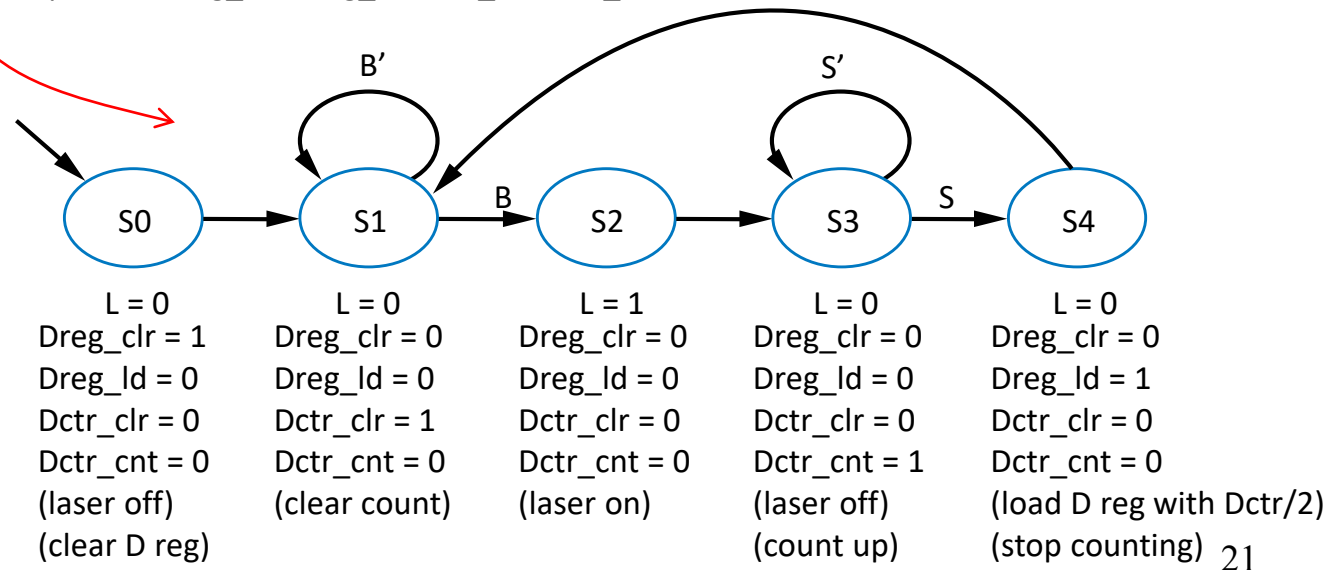 B’
S’
S0
S1
B
S2
S3
S
S4
L = 0
Dreg_clr = 1
Dreg_ld = 0
Dctr_clr = 0
Dctr_cnt = 0
(laser off)
(clear D reg)
L = 0
Dreg_clr = 0
Dreg_ld = 0
Dctr_clr = 1
Dctr_cnt = 0
(clear count)
L = 1
Dreg_clr = 0
Dreg_ld = 0
Dctr_clr = 0
Dctr_cnt = 0
(laser on)
L = 0
Dreg_clr = 0
Dreg_ld = 0
Dctr_clr = 0
Dctr_cnt = 1
(laser off)
(count up)
L = 0
Dreg_clr = 0
Dreg_ld = 1
Dctr_clr = 0
Dctr_cnt = 0
(load D reg with Dctr/2)
(stop counting)
21